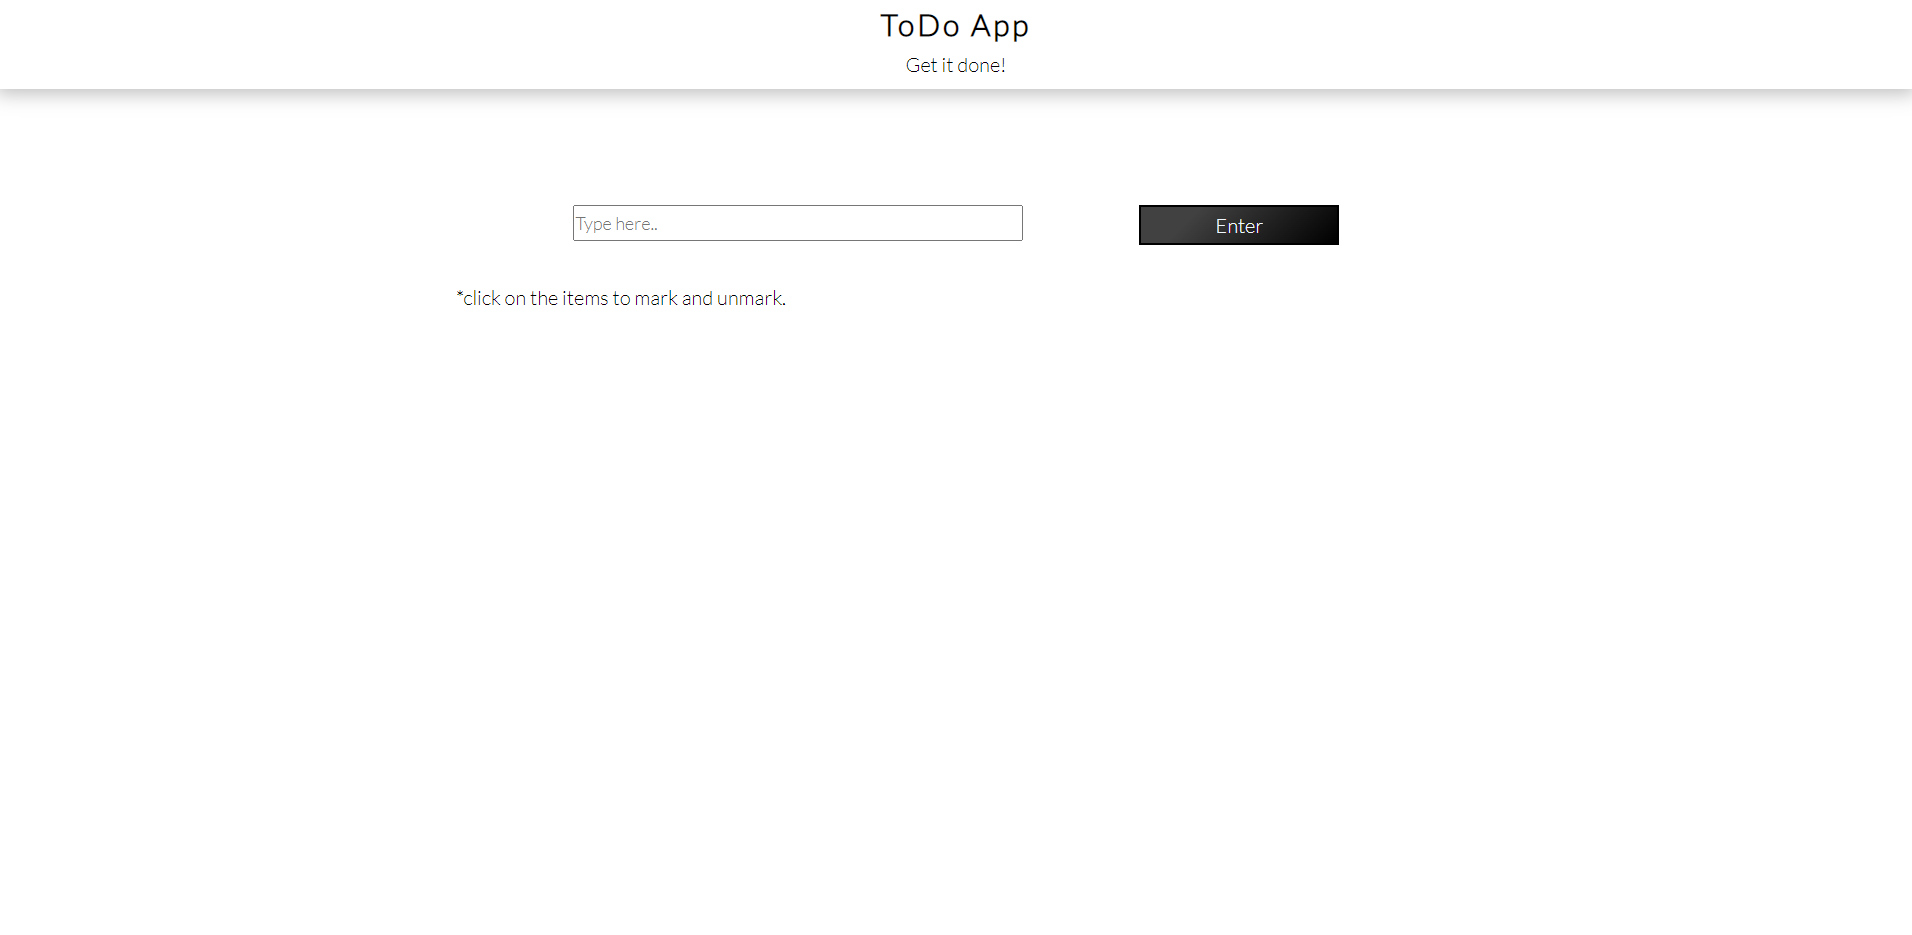 ToDo App
Get it done!
Type here..
Enter
*click on the items to mark and unmark.